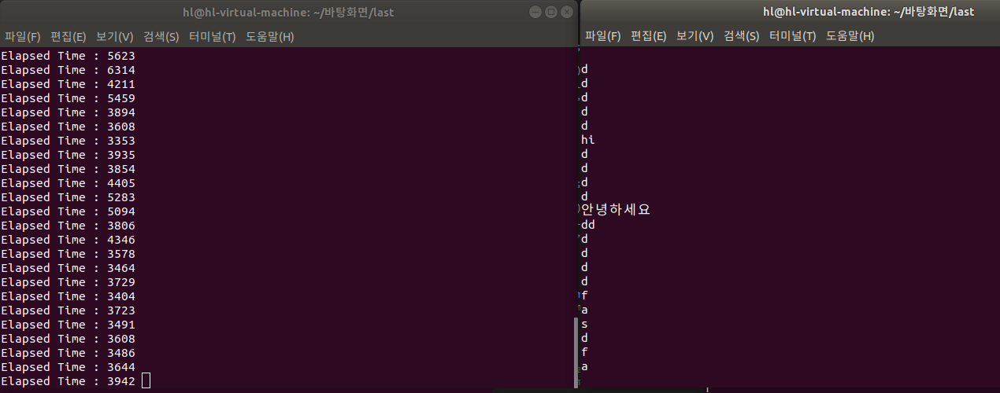 hl@hl-virtual-machine: ~/바탕화면/last
파일(F) 편집(E) 보기(V) 검색(S) 터미널(T) 도움말(H)
Elapsed Time : 5623
Elapsed Time : 6314
Elapsed Time : 4211
Elapsed Time : 5459
Elapsed Time : 3894
Elapsed Time : 3608
Elapsed Time : 3353
Elapsed Time : 3935
Elapsed Time : 3854
Elapsed Time : 4405
Elapsed Time : 5283
Elapsed Time : 5094
Elapsed Time : 3806
Elapsed Time : 4346
Elapsed Time : 3578
Elapsed Time : 3464
Elapsed Time : 3729
Elapsed Time : 3404
Elapsed Time : 3723
Elapsed Time : 3491
Elapsed Time : 3608
Elapsed Time : 3486
Elapsed Time : 3644
Elapsed Time : 3942
hl@hl-virtual-machine: ~/바탕화면/last
파일(F) 편집(E) 보기(V) 검색(S) 터미널(T) 도움말(H)
d
d
d
d
d
hi
d
d
d
d
안녕하세요
dd
d
d
d
d
f
a
s
d
f
a